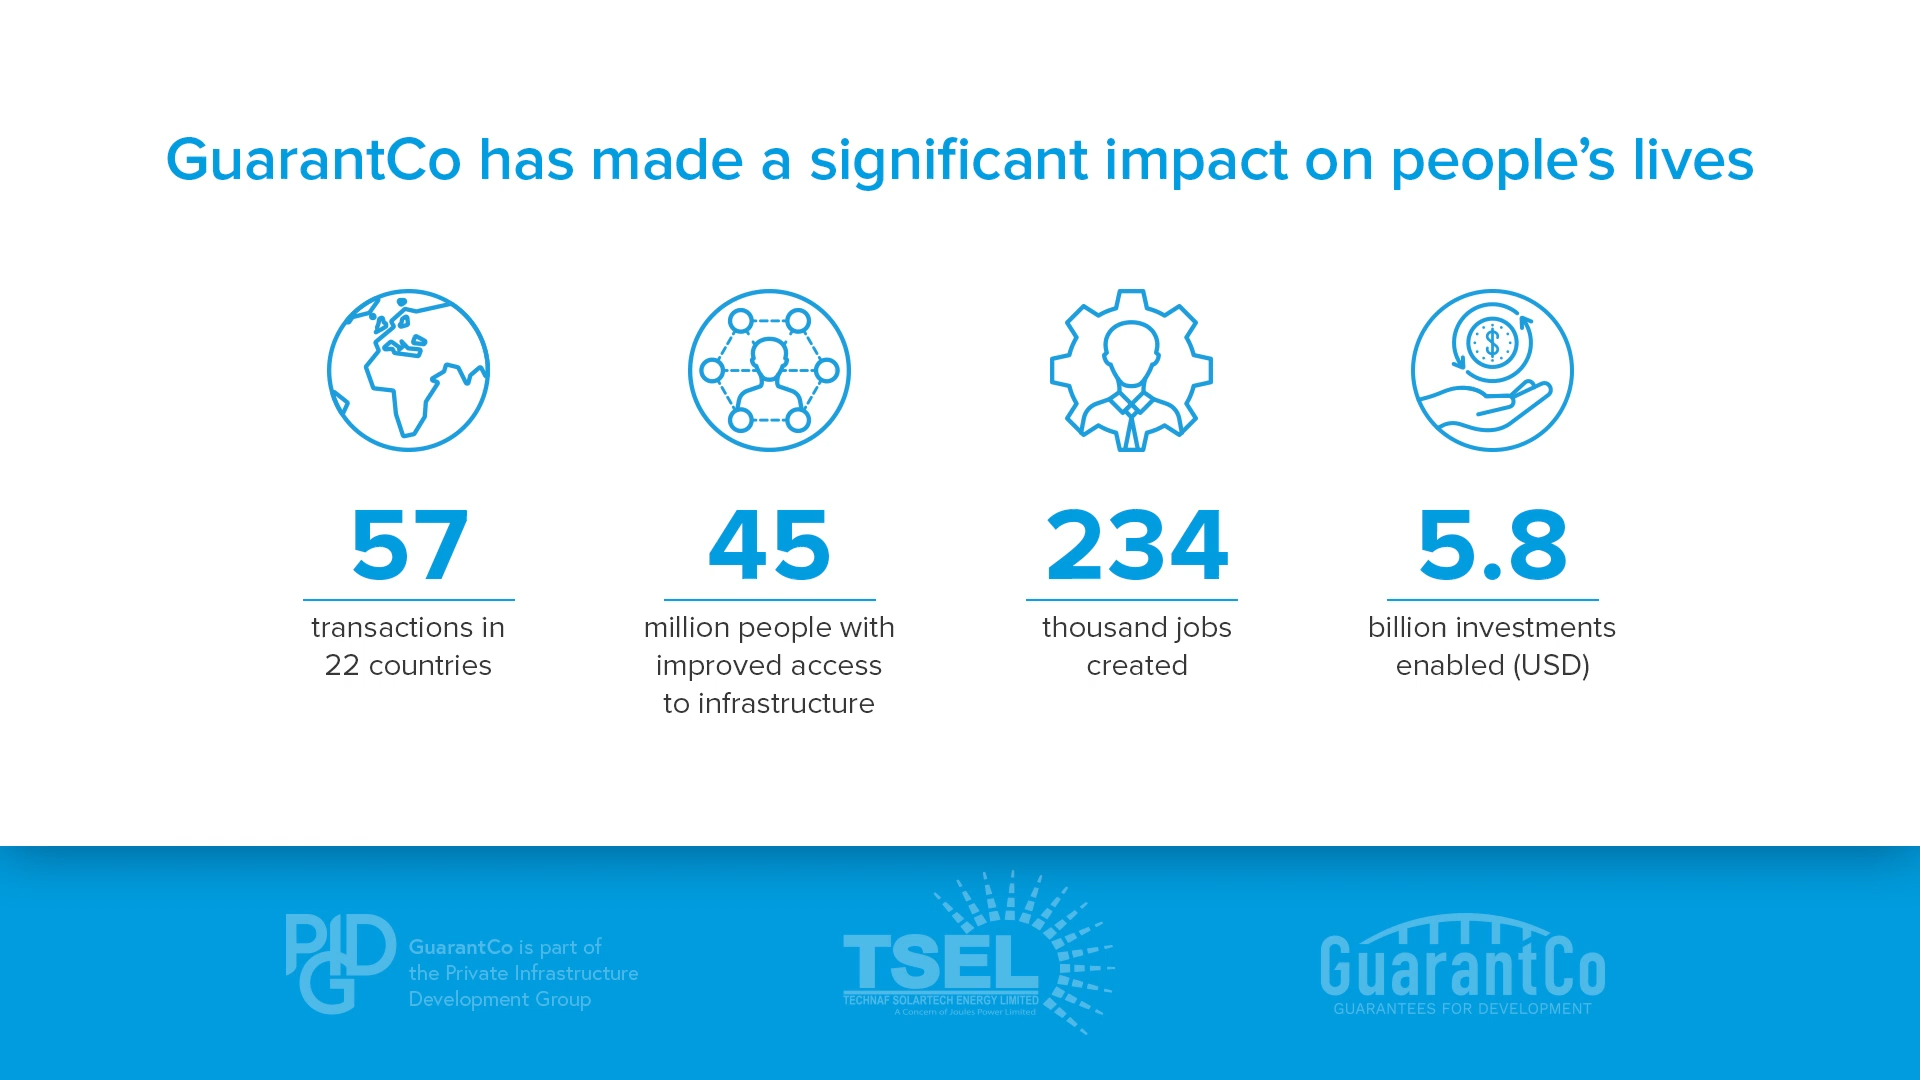 GuarantCo has made a significant impact on people’s lives
57
transactions in
22 countries
45
million people with
improved access
to infrastructure
234
thousand jobs
created
$
5.8
billion investments
enabled (USD)
PIDG
GuarantCo is part of
the Private Infrastructure
Development Group
TSEL
TECHNAF SOLARTECH ENERGY LIMITED
A Concern of Joules Power Limited
GuarantCo
GUARANTEES FOR DEVELOPMENT